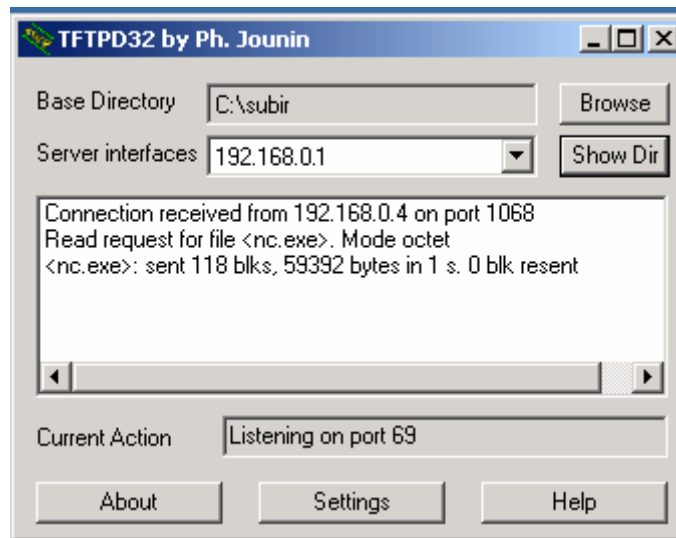 TFTPD32 by Ph. Jounin
Base Directory C:\subir Browse
Server interfaces 192.168.0.1 Show Dir
Connection received from 192.168.0.4 on port 1068
Read request for file <nc.exe>. Mode octet
<nc.exe>: sent 118 blks, 59392 bytes in 1 s. 0 blk resent
Current Action Listening on port 69
About Settings Help